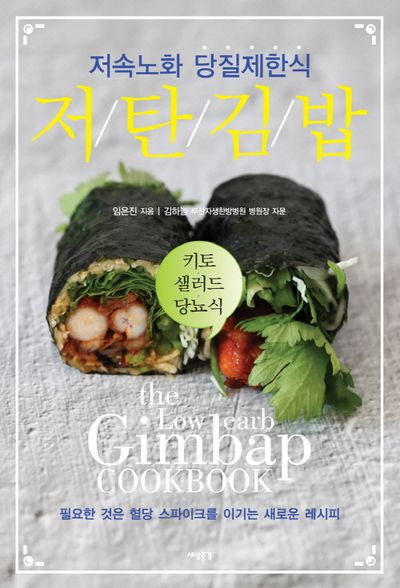 저속노화 당질제한식
저/탄/김/밥
임은진 지음 | 김하늘 부산자생한방병원 병원장 자문
키토
샐러드
당뇨식
the
Low carb
Gimbap
COOKBOOK
필요한 것은 혈당 스파이크를 이기는 새로운 레시피
세상풍경